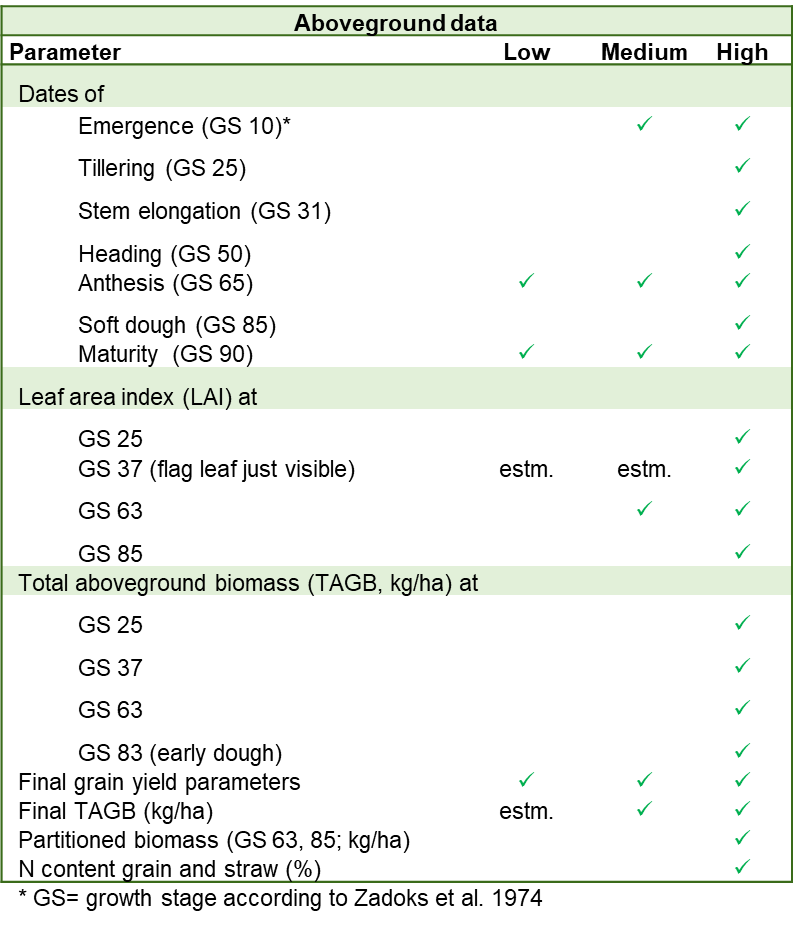 Aboveground data
Parameter Low Medium High
Dates of
Emergence (GS 10)* ✓ ✓
Tillering (GS 25) ✓
Stem elongation (GS 31) ✓
Heading (GS 50) ✓
Anthesis (GS 65) ✓ ✓ ✓
Soft dough (GS 85) ✓
Maturity (GS 90) ✓ ✓ ✓
Leaf area index (LAI) at
GS 25 ✓
GS 37 (flag leaf just visible) estm. estm. ✓
GS 63 ✓ ✓
GS 85 ✓
Total aboveground biomass (TAGB, kg/ha) at
GS 25 ✓
GS 37 ✓
GS 63 ✓
GS 83 (early dough) ✓
Final grain yield parameters ✓ ✓ ✓
Final TAGB (kg/ha) estm. ✓ ✓
Partitioned biomass (GS 63, 85; kg/ha) ✓
N content grain and straw (%) ✓
* GS= growth stage according to Zadoks et al. 1974